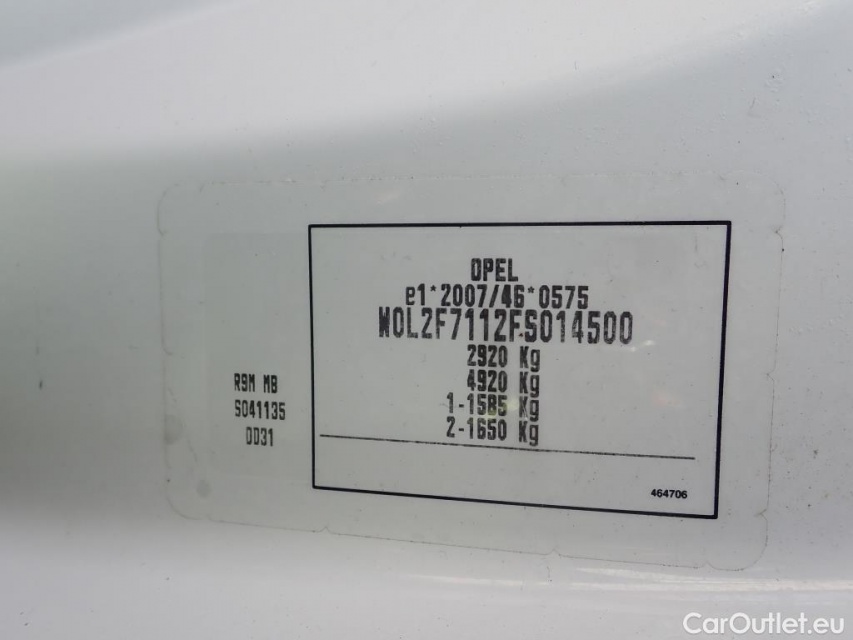 OPEL
e1*2007/46*0575
W0L2F7112FS014500
2920 Kg
4920 Kg
1-1585 Kg
2-1650 Kg
R9M MB
S041135
DD31
464706
CarOutlet.eu